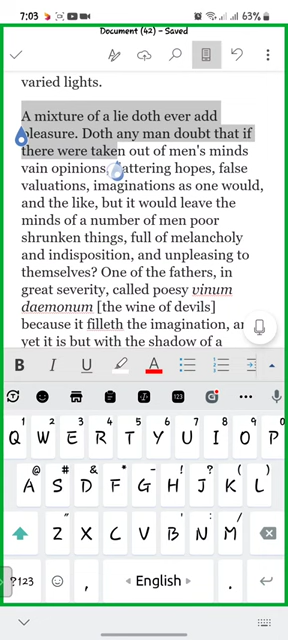 7:03
63%
Document (42) – Saved
varied lights.
A mixture of a lie doth ever add
pleasure. Doth any man doubt that if
there were taken out of men's minds
vain opinions, flattering hopes, false
valuations, imaginations as one would,
and the like, but it would leave the
minds of a number of men poor
shrunken things, full of melancholy
and indisposition, and unpleasing to
themselves? One of the fathers, in
great severity, called poesy vinum
daemonum [the wine of devils]
because it filleth the imagination, an
yet it is but with the shadow of a
B I U A
123
1 2 3 4 5 6 7 8 9 0
Q W E R T Y U I O P
@ # & * - ! ? ( )
A S D F G H J K L
" ' : /
Z X C V B N M
?123 , English .